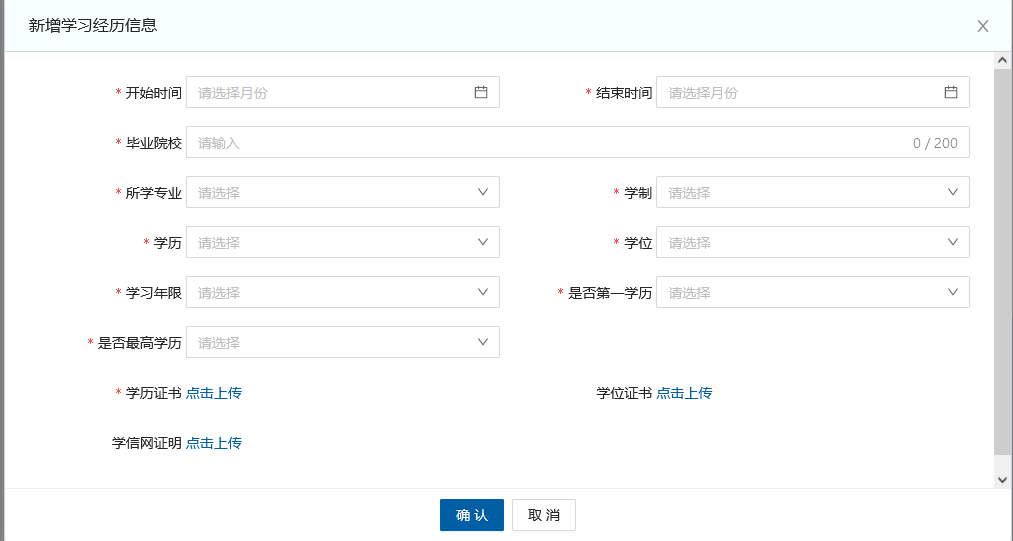 新增学习经历信息
* 开始时间 请选择月份 * 结束时间 请选择月份
* 毕业院校 请输入 0 / 200
* 所学专业 请选择 * 学制 请选择
* 学历 请选择 * 学位 请选择
* 学习年限 请选择 * 是否第一学历 请选择
* 是否最高学历 请选择
* 学历证书 点击上传 学位证书 点击上传
学信网证明 点击上传
确 认 取 消